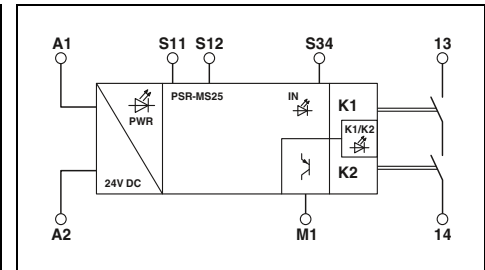 A1 S11 S12 S34 13
PSR-MS25 IN K1
PWR K1/K2
24V DC K2
A2 M1 14